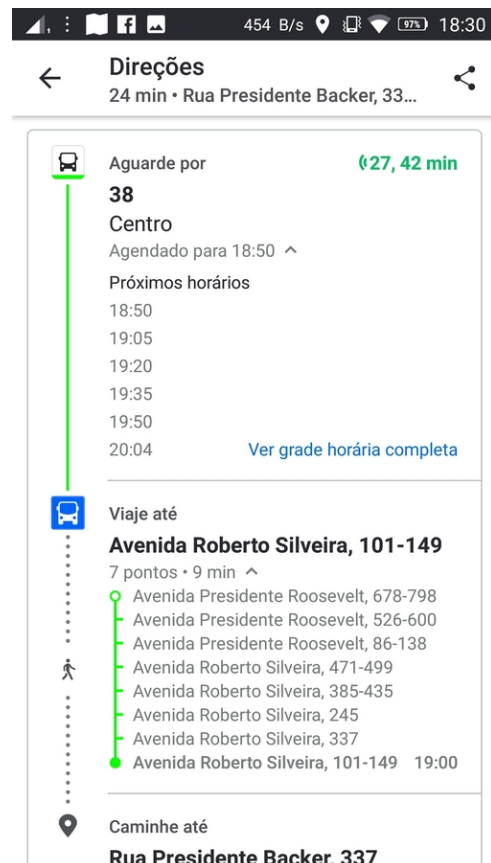 454 B/s 97% 18:30
Direções
24 min • Rua Presidente Backer, 33...
Aguarde por 27, 42 min
38
Centro
Agendado para 18:50
Próximos horários
18:50
19:05
19:20
19:35
19:50
20:04 Ver grade horária completa
Viaje até
Avenida Roberto Silveira, 101-149
7 pontos • 9 min
Avenida Presidente Roosevelt, 678-798
Avenida Presidente Roosevelt, 526-600
Avenida Presidente Roosevelt, 86-138
Avenida Roberto Silveira, 471-499
Avenida Roberto Silveira, 385-435
Avenida Roberto Silveira, 245
Avenida Roberto Silveira, 337
Avenida Roberto Silveira, 101-149 19:00
Caminhe até
Rua Presidente Backer, 337